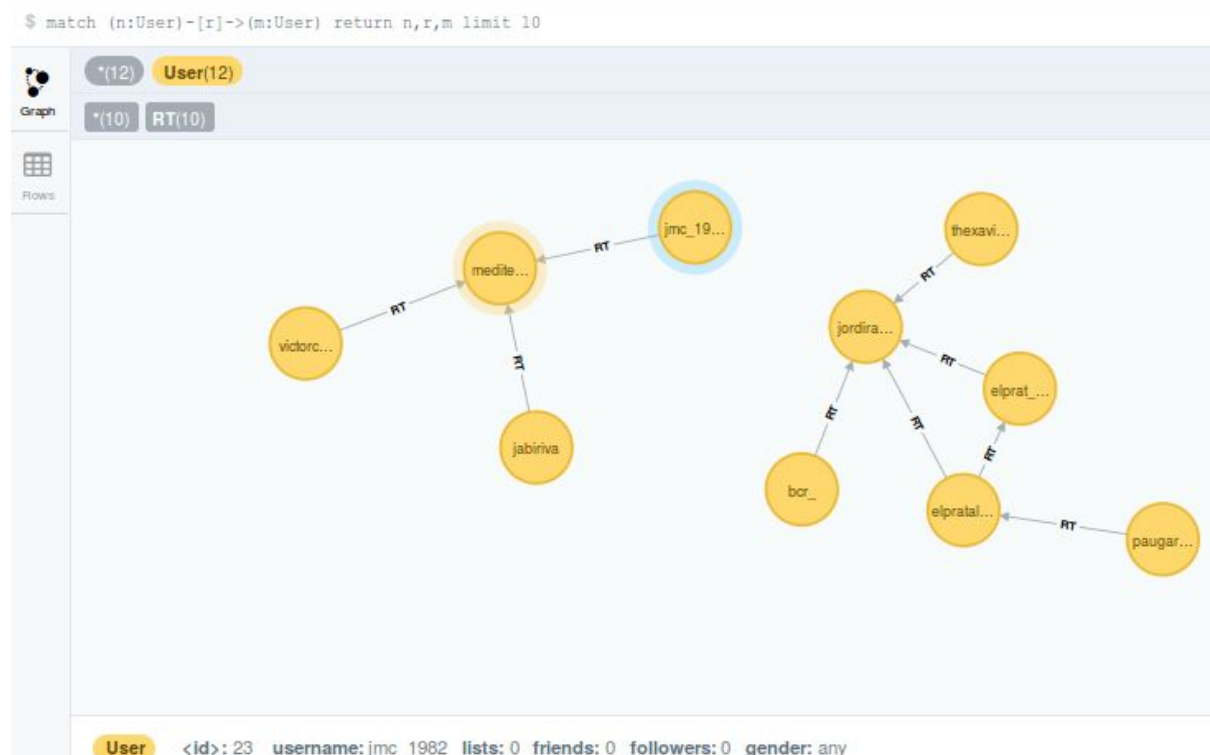 $ match (n:User)-[r]->(m:User) return n,r,m limit 10
*(12) User(12)
Graph
*(10) RT(10)
Rows
jmc_19...
thexavi...
RT
medite...
RT
RT
jordira...
victorc...
RT
RT
elprat_...
RT
RT
RT
jabiriva
RT
bcr_
elpratal...
RT
paugar...
User <id>: 23 username: jmc_1982 lists: 0 friends: 0 followers: 0 gender: any